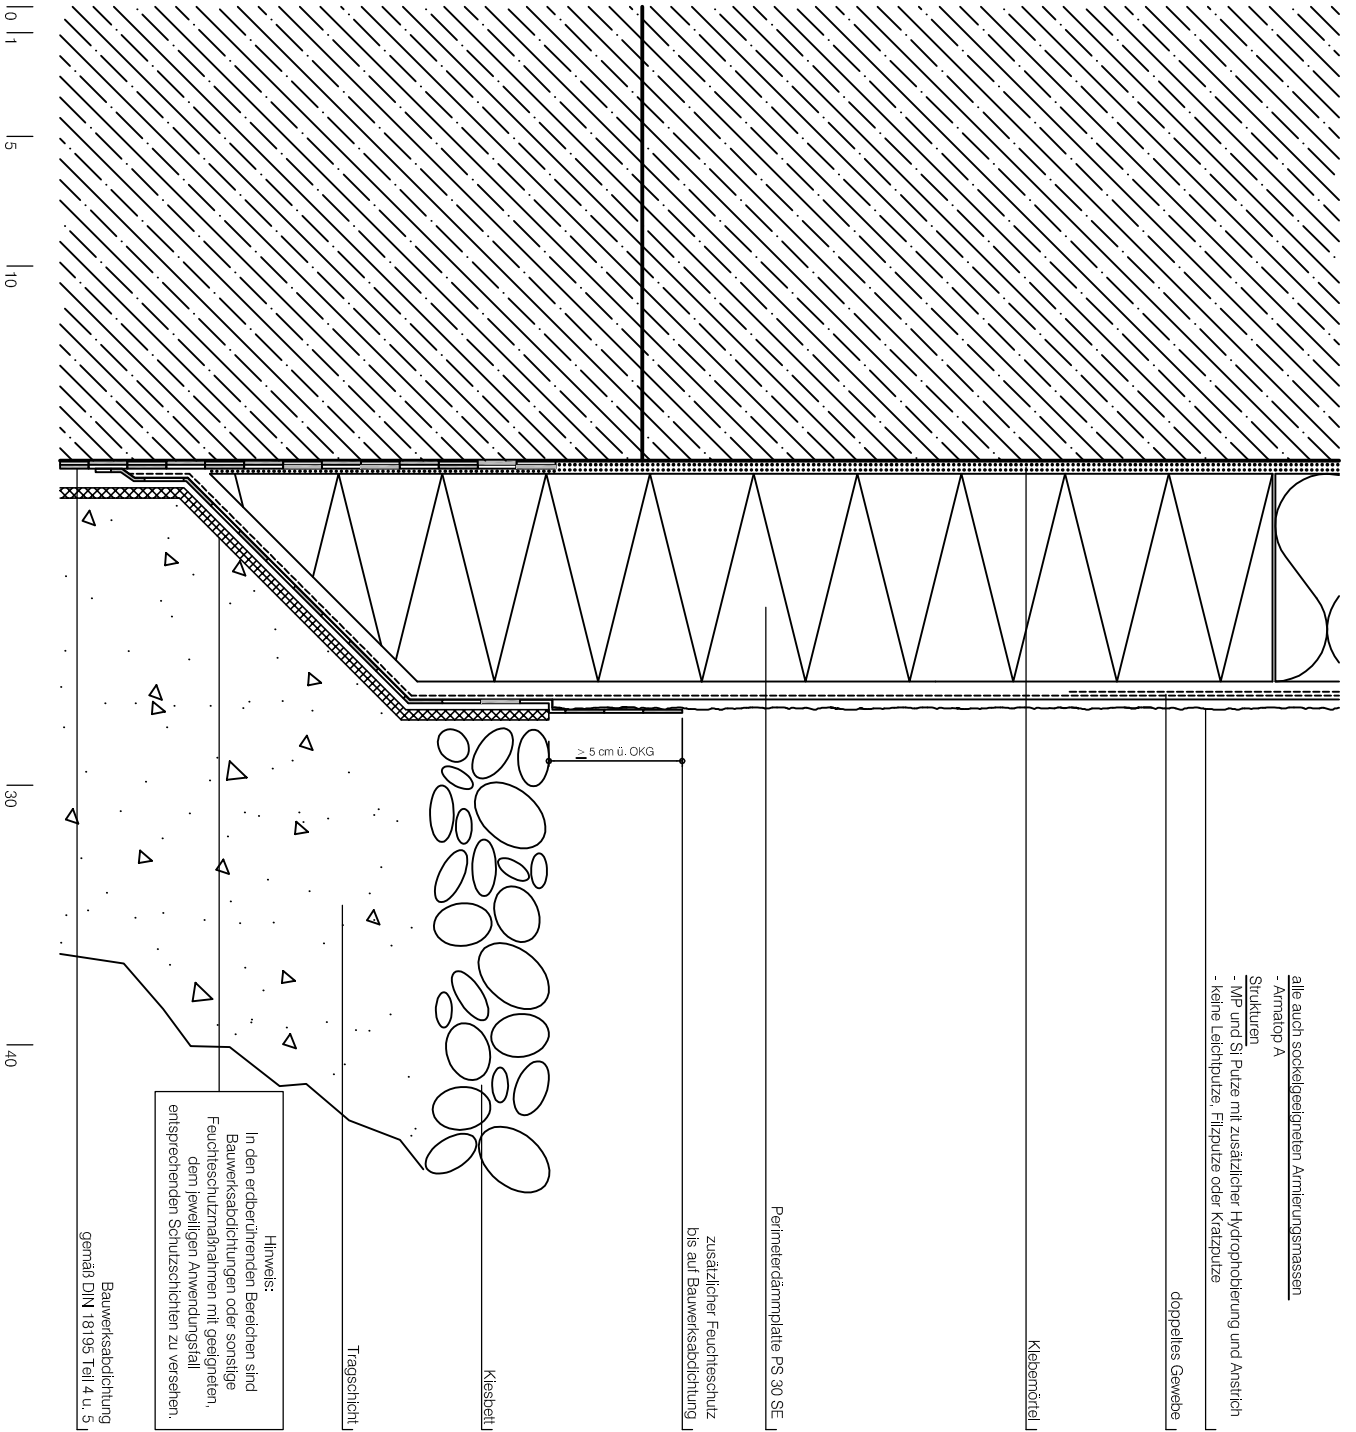 alle auch sockelgeeigneten Armierungsmassen
- Armatop A
Strukturen
- MP und Si Putze mit zusätzlicher Hydrophobierung und Anstrich
- keine Leichtputze, Filzputze oder Kratzputze
doppeltes Gewebe
Klebemörtel
Perimeterdämmplatte PS 30 SE
zusätzlicher Feuchteschutz
bis auf Bauwerksabdichtung
≥ 5 cm ü. OKG
Kiesbett
Tragschicht
Hinweis:
In den erdberührenden Bereichen sind
Bauwerksabdichtungen oder sonstige
Feuchteschutzmaßnahmen mit geeigneten,
dem jeweiligen Anwendungsfall
entsprechenden Schutzschichten zu versehen.
Bauwerksabdichtung
gemäß DIN 18195 Teil 4 u. 5
0
1
5
10
30
40